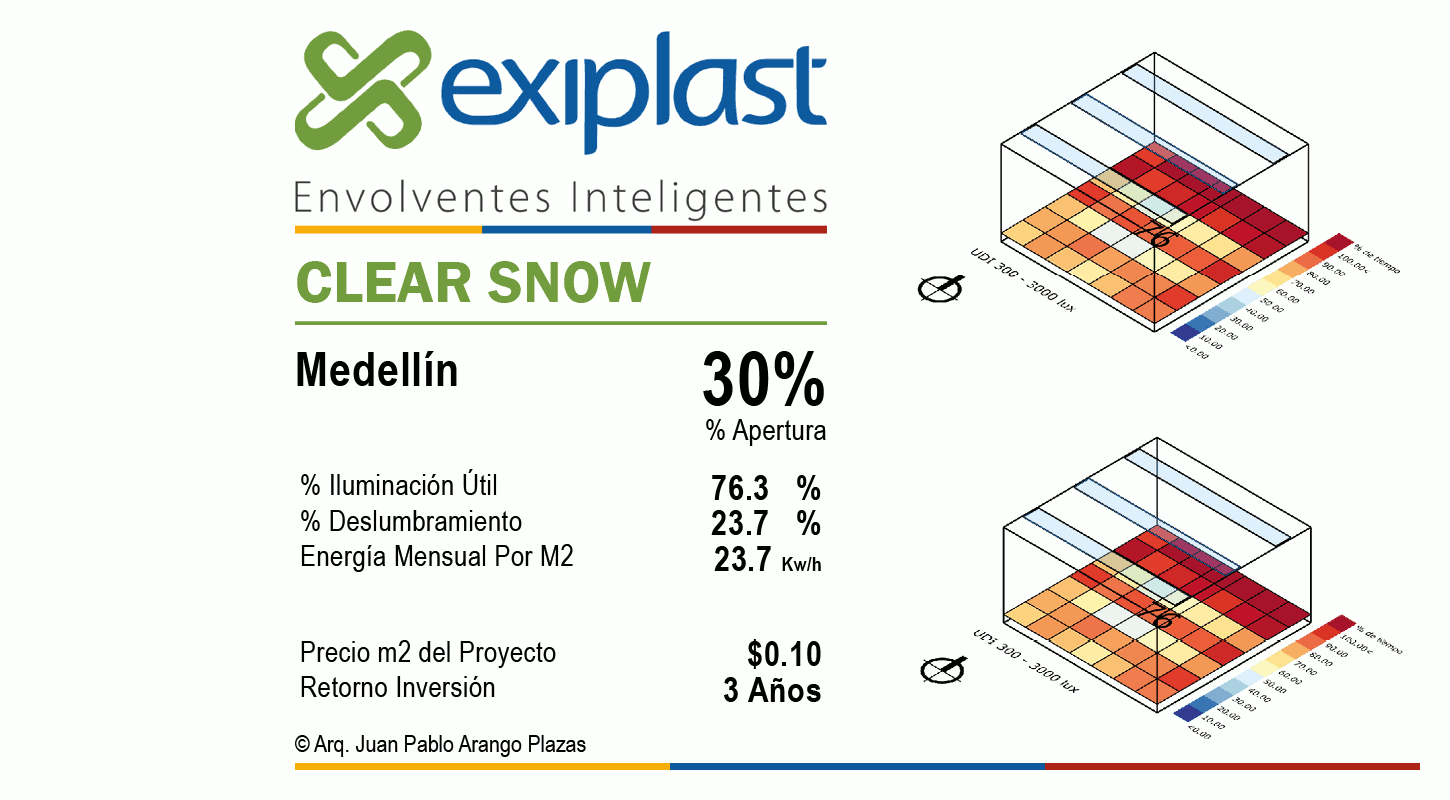 exiplast
Envolventes Inteligentes
CLEAR SNOW
Medellín
30%
% Apertura
% Iluminación Útil 76.3 %
% Deslumbramiento 23.7 %
Energía Mensual Por M2 23.7 Kw/h
Precio m2 del Proyecto $0.10
Retorno Inversión 3 Años
© Arq. Juan Pablo Arango Plazas
76
UDI 300 - 3000 lux
% de tiempo
100.00<
90.00
80.00
70.00
60.00
50.00
40.00
30.00
20.00
10.00
<0.00
76
UDI 300 - 3000 lux
% de tiempo
100.00<
90.00
80.00
70.00
60.00
50.00
40.00
30.00
20.00
10.00
<0.00